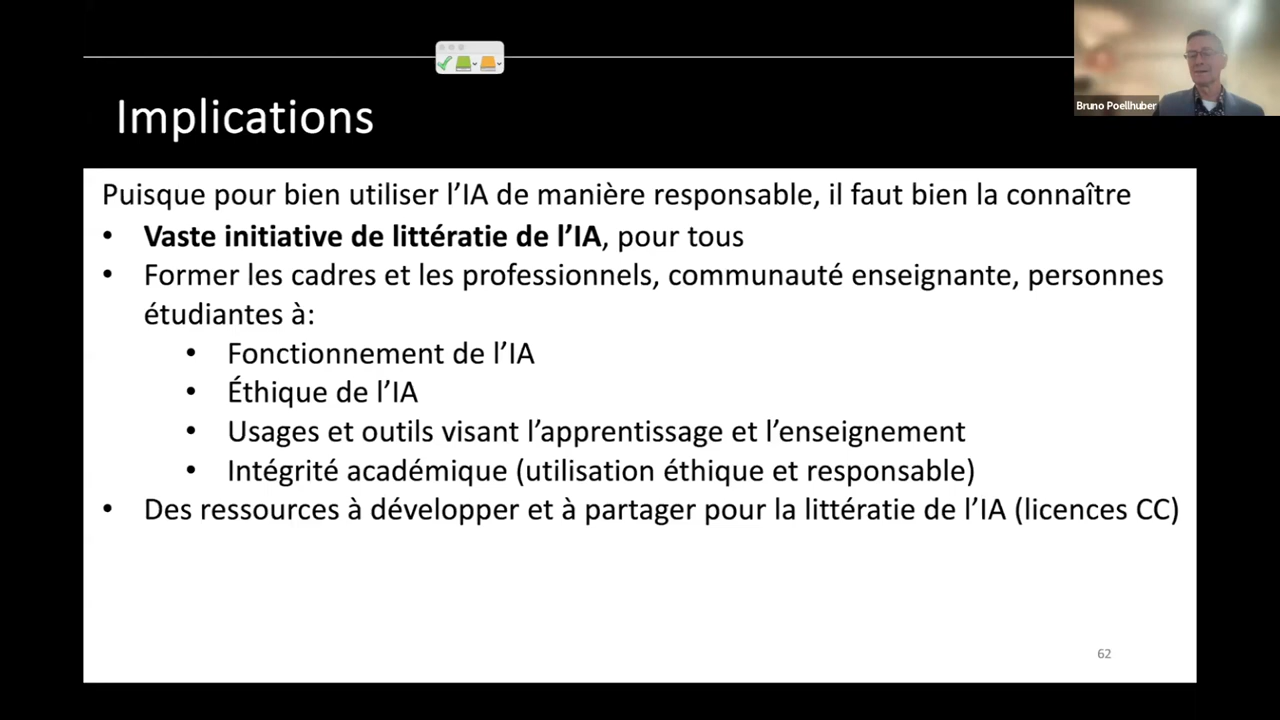 Bruno Poellhuber
Implications
Puisque pour bien utiliser l’IA de manière responsable, il faut bien la connaître
• Vaste initiative de littératie de l’IA, pour tous
• Former les cadres et les professionnels, communauté enseignante, personnes
étudiantes à:
• Fonctionnement de l’IA
• Éthique de l’IA
• Usages et outils visant l’apprentissage et l’enseignement
• Intégrité académique (utilisation éthique et responsable)
• Des ressources à développer et à partager pour la littératie de l’IA (licences CC)
62